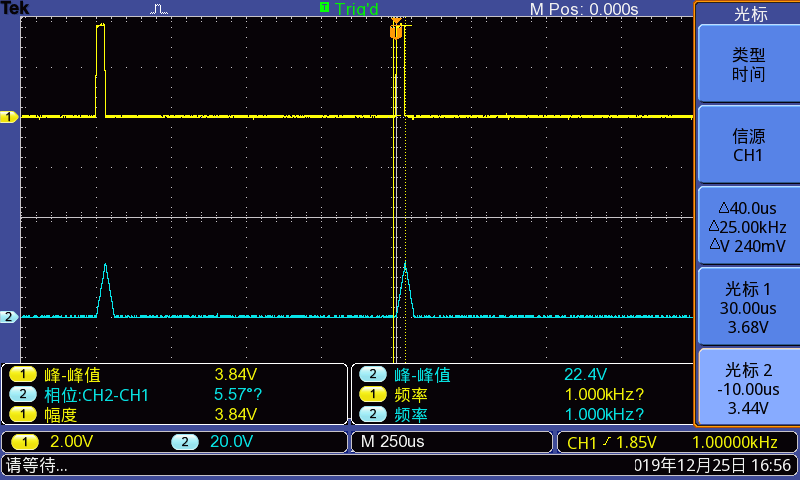 Tek T Trig'd M Pos: 0.000s
光标
类型
时间
信源
CH1
△40.0us
△25.00kHz
△V 240mV
光标 1
30.00us
3.68V
光标 2
-10.00us
3.44V
T
1
2
1 峰-峰值 3.84V
2 相位:CH2-CH1 5.57°?
1 幅度 3.84V
2 峰-峰值 22.4V
1 频率 1.000kHz?
2 频率 1.000kHz?
1 2.00V 2 20.0V M 250us CH1 1.85V 1.00000kHz
请等待... 019年12月25日 16:56